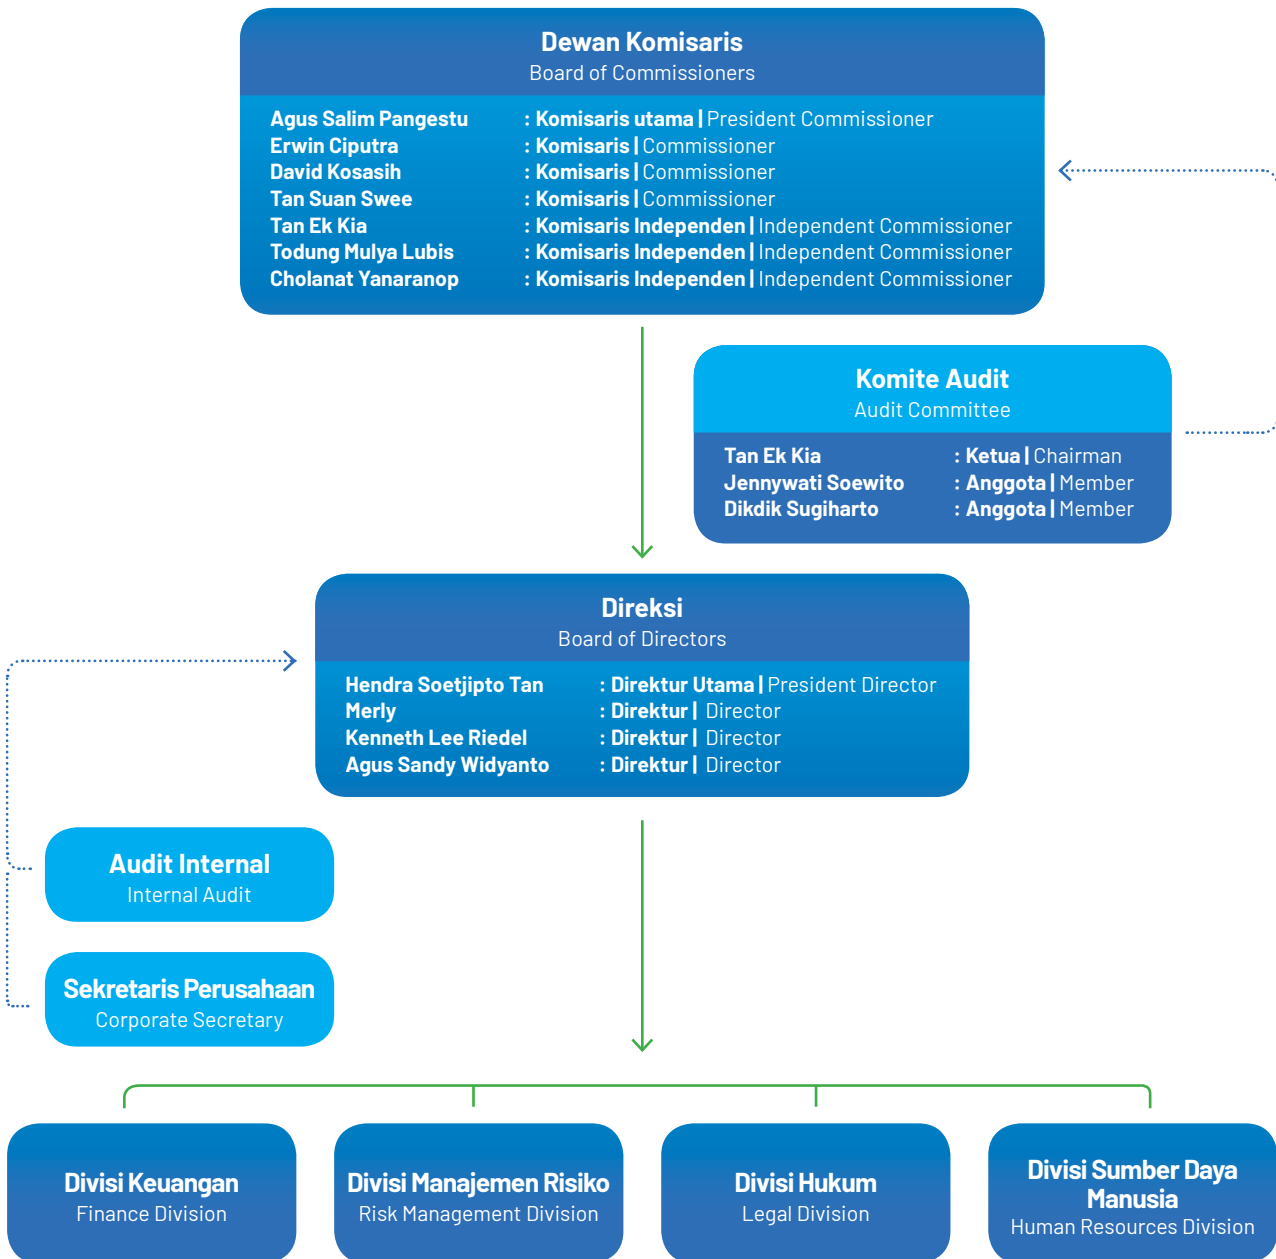 Dewan Komisaris
Board of Commissioners
Agus Salim Pangestu : Komisaris utama | President Commissioner
Erwin Ciputra : Komisaris | Commissioner
David Kosasih : Komisaris | Commissioner
Tan Suan Swee : Komisaris | Commissioner
Tan Ek Kia : Komisaris Independen | Independent Commissioner
Todung Mulya Lubis : Komisaris Independen | Independent Commissioner
Cholanat Yanaranop : Komisaris Independen | Independent Commissioner
Komite Audit
Audit Committee
Tan Ek Kia : Ketua | Chairman
Jennywati Soewito : Anggota | Member
Dikdik Sugiharto : Anggota | Member
Direksi
Board of Directors
Hendra Soetjipto Tan : Direktur Utama | President Director
Merly : Direktur | Director
Kenneth Lee Riedel : Direktur | Director
Agus Sandy Widyanto : Direktur | Director
Audit Internal
Internal Audit
Sekretaris Perusahaan
Corporate Secretary
Divisi Keuangan
Finance Division
Divisi Manajemen Risiko
Risk Management Division
Divisi Hukum
Legal Division
Divisi Sumber Daya
Manusia
Human Resources Division